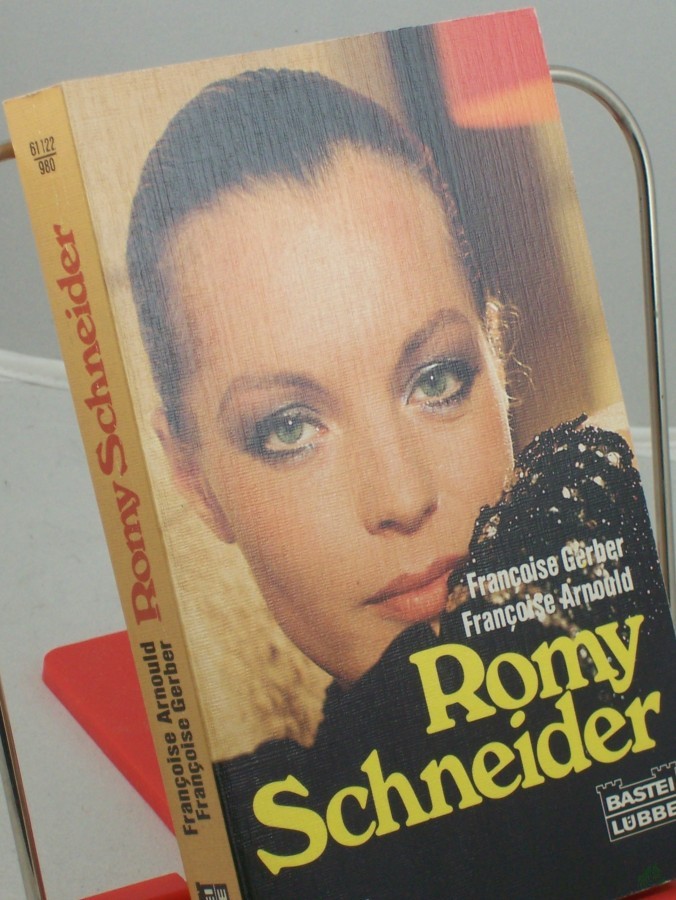 61122
980
Romy Schneider
Françoise Arnould
Françoise Gerber
Françoise Gerber
Françoise Arnould
Romy
Schneider
BASTEI
LÜBBE